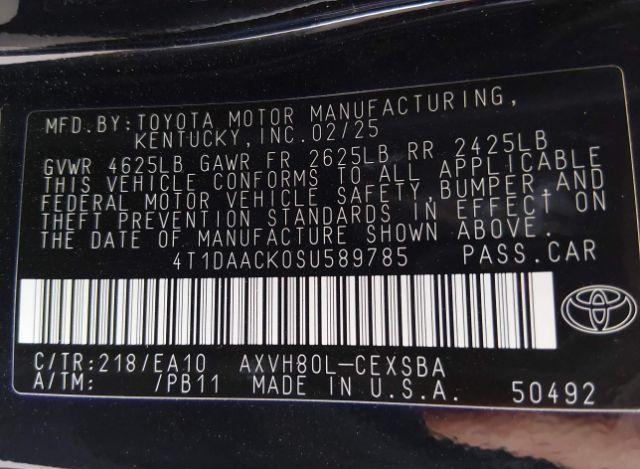 MFD.BY:TOYOTA MOTOR MANUFACTURING,
KENTUCKY,INC.02/25
GVWR 4625LB GAWR FR 2625LB RR 2425LB
THIS VEHICLE CONFORMS TO ALL APPLICABLE
FEDERAL MOTOR VEHICLE SAFETY,BUMPER,AND
THEFT PREVENTION STANDARDS IN EFFECT ON
THE DATE OF MANUFACTURE SHOWN ABOVE.
4T1DAACK0SU589785 PASS.CAR
C/TR:218/EA10 AXVH80L-CEXSBA
A/TM: /PB11 MADE IN U.S.A. 50492